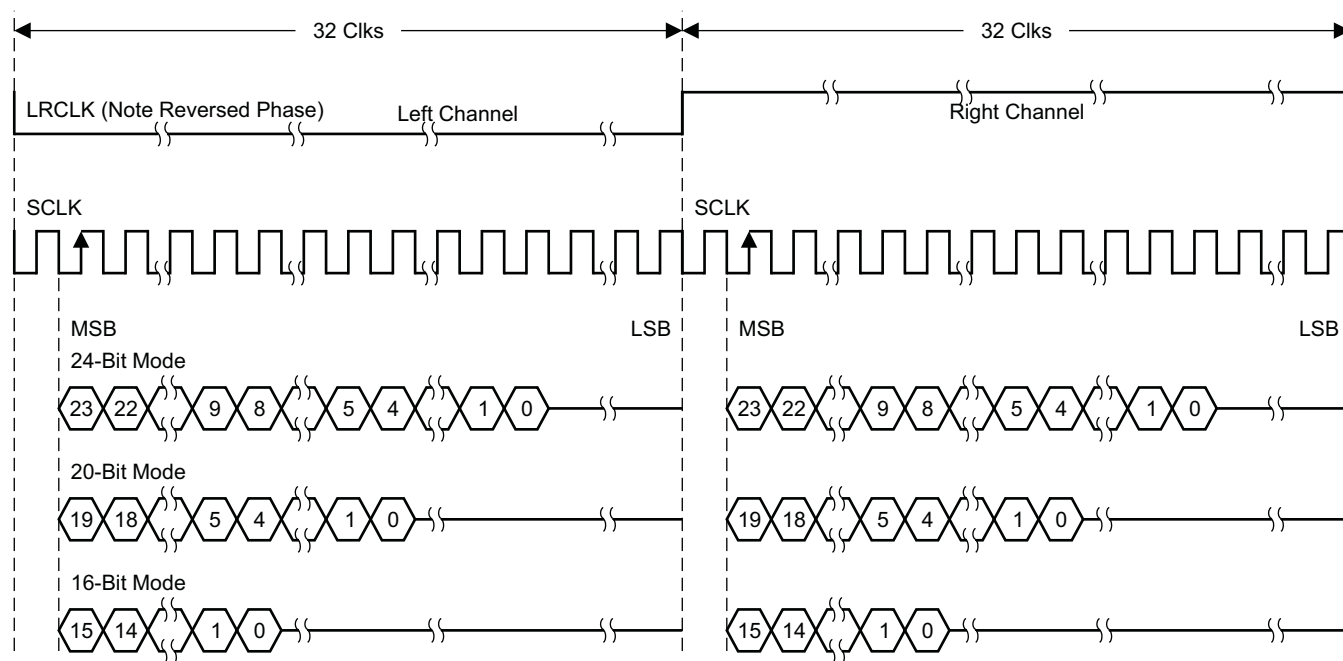 32 Clks 32 Clks
LRCLK (Note Reversed Phase) Left Channel Right Channel
SCLK SCLK
MSB LSB MSB LSB
24-Bit Mode
23 22 9 8 5 4 1 0 23 22 9 8 5 4 1 0
20-Bit Mode
19 18 5 4 1 0 19 18 5 4 1 0
16-Bit Mode
15 14 1 0 15 14 1 0